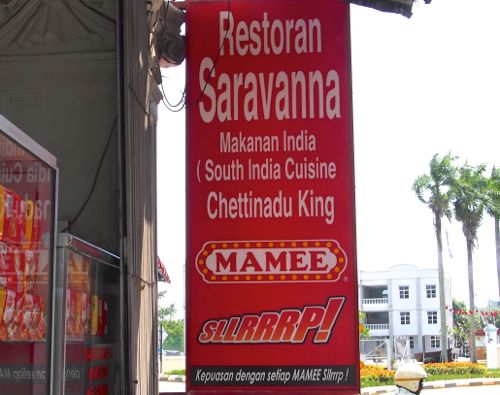 Restoran
Saravanna
Makanan India
( South India Cuisine
Chettinadu King
MAMEE
SLLRRRP!
Kepuasan dengan setiap MAMEE Sllrrp !